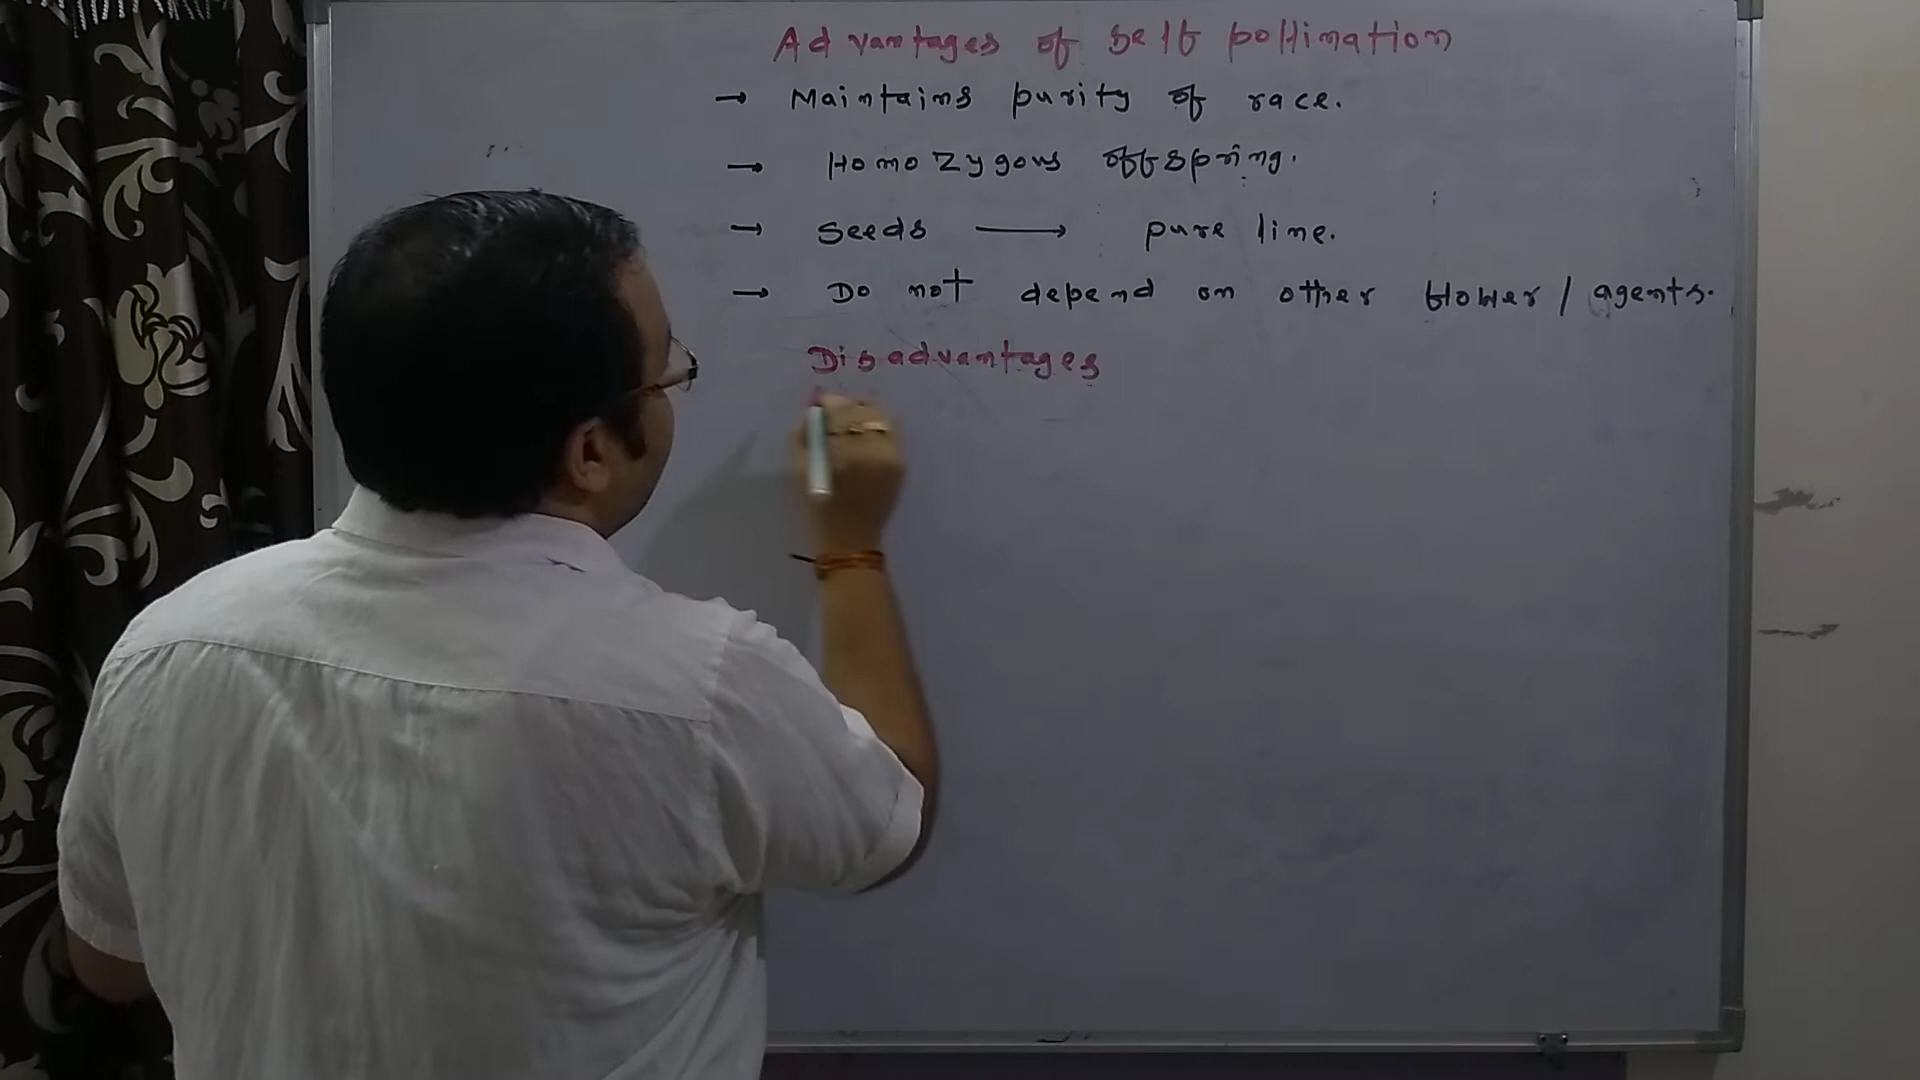 Advantages of self pollination
→ Maintains purity of race.
→ Homozygous offspring.
→ Seeds → pure line.
→ Do not depend on other flower / agents.
Disadvantages